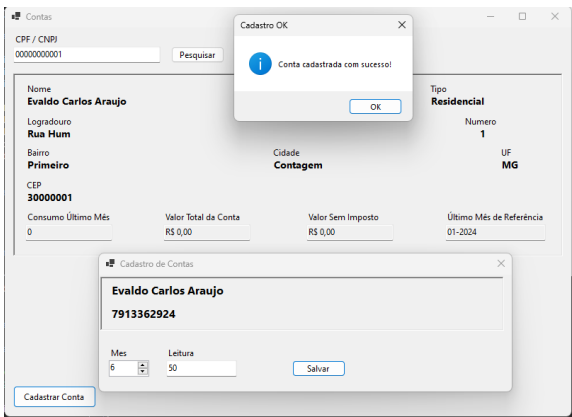 Contas
CPF / CNPJ
00000000001
Pesquisar
Cadastro OK
Conta cadastrada com sucesso!
OK
Nome
Evaldo Carlos Araujo
Tipo
Residencial
Logradouro
Rua Hum
Numero
1
Bairro
Primeiro
Cidade
Contagem
UF
MG
CEP
30000001
Consumo Último Mês
0
Valor Total da Conta
R$ 0,00
Valor Sem Imposto
R$ 0,00
Último Mês de Referência
01-2024
Cadastro de Contas
Evaldo Carlos Araujo
7913362924
Mes
6
Leitura
50
Salvar
Cadastrar Conta